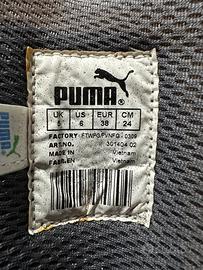 PUMA
UK US EUR CM
5 6 38 24
FACTORY :
ART.NO. : 301404 02
MADE IN : Vietnam
FAB.EN : Vietnam